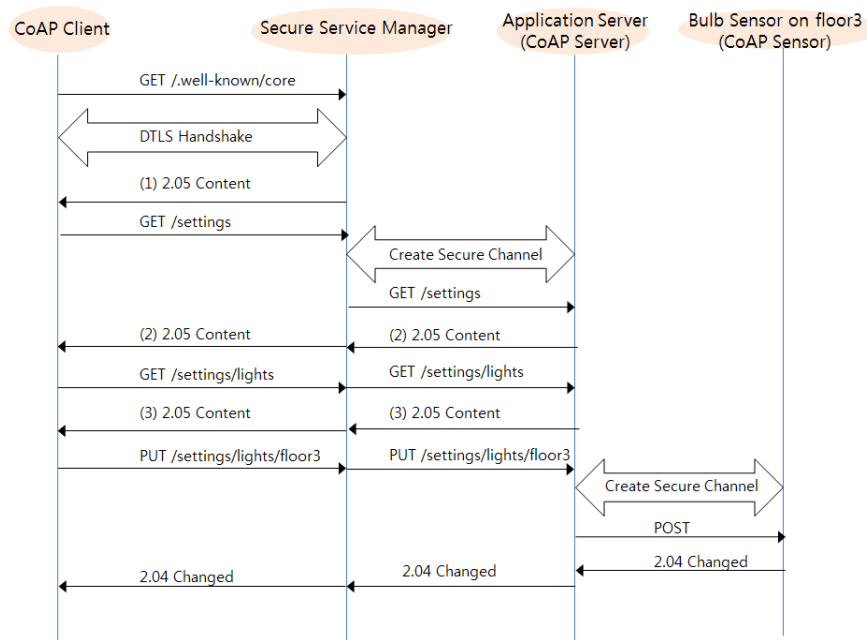 CoAP Client
Secure Service Manager
Application Server
(CoAP Server)
Bulb Sensor on floor3
(CoAP Sensor)
GET /.well-known/core
DTLS Handshake
(1) 2.05 Content
GET /settings
Create Secure Channel
GET /settings
(2) 2.05 Content
(2) 2.05 Content
GET /settings/lights
GET /settings/lights
(3) 2.05 Content
(3) 2.05 Content
PUT /settings/lights/floor3
PUT /settings/lights/floor3
Create Secure Channel
POST
2.04 Changed
2.04 Changed
2.04 Changed